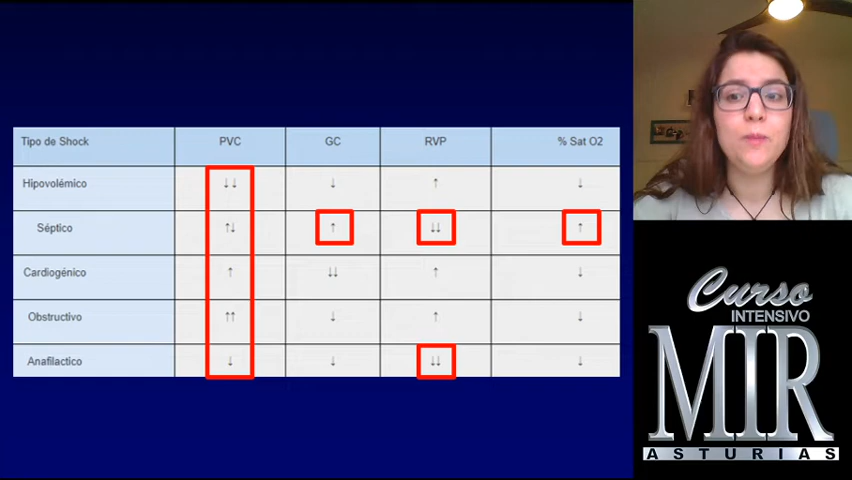 Tipo de Shock PVC GC RVP % Sat O2
Hipovolémico ↓↓ ↓ ↑ ↓
Séptico ↑↓ ↑ ↓↓ ↑
Cardiogénico ↑ ↓↓ ↑ ↓
Obstructivo ↑↑ ↓ ↑ ↓
Anafilactico ↓ ↓ ↓↓ ↓
Curso
INTENSIVO
MIR
ASTURIAS